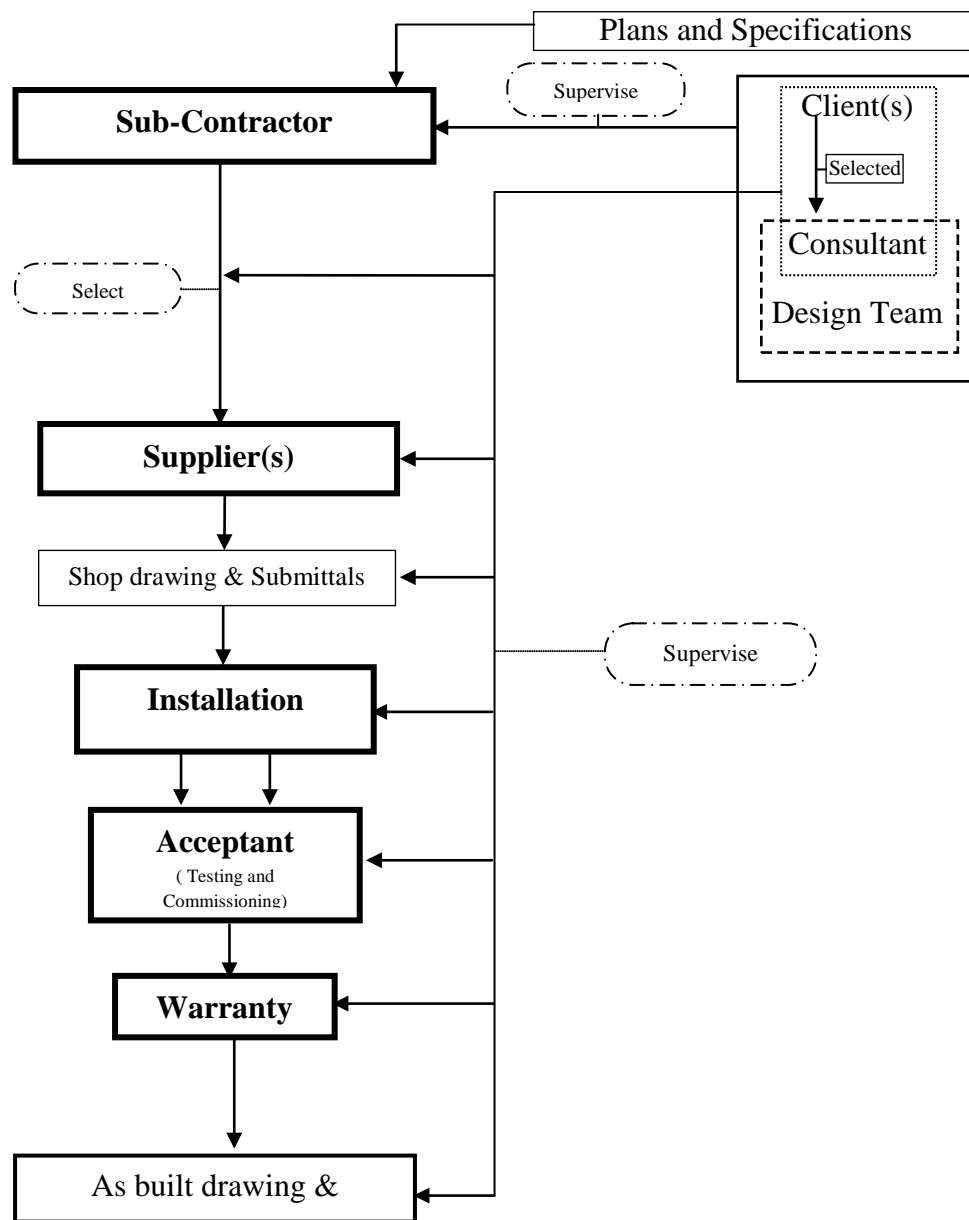 Plans and Specifications
Supervise
Sub-Contractor
Client(s)
Selected
Consultant
Select
Design Team
Supplier(s)
Shop drawing & Submittals
Supervise
Installation
Acceptant
( Testing and
Commissioning)
Warranty
As built drawing &